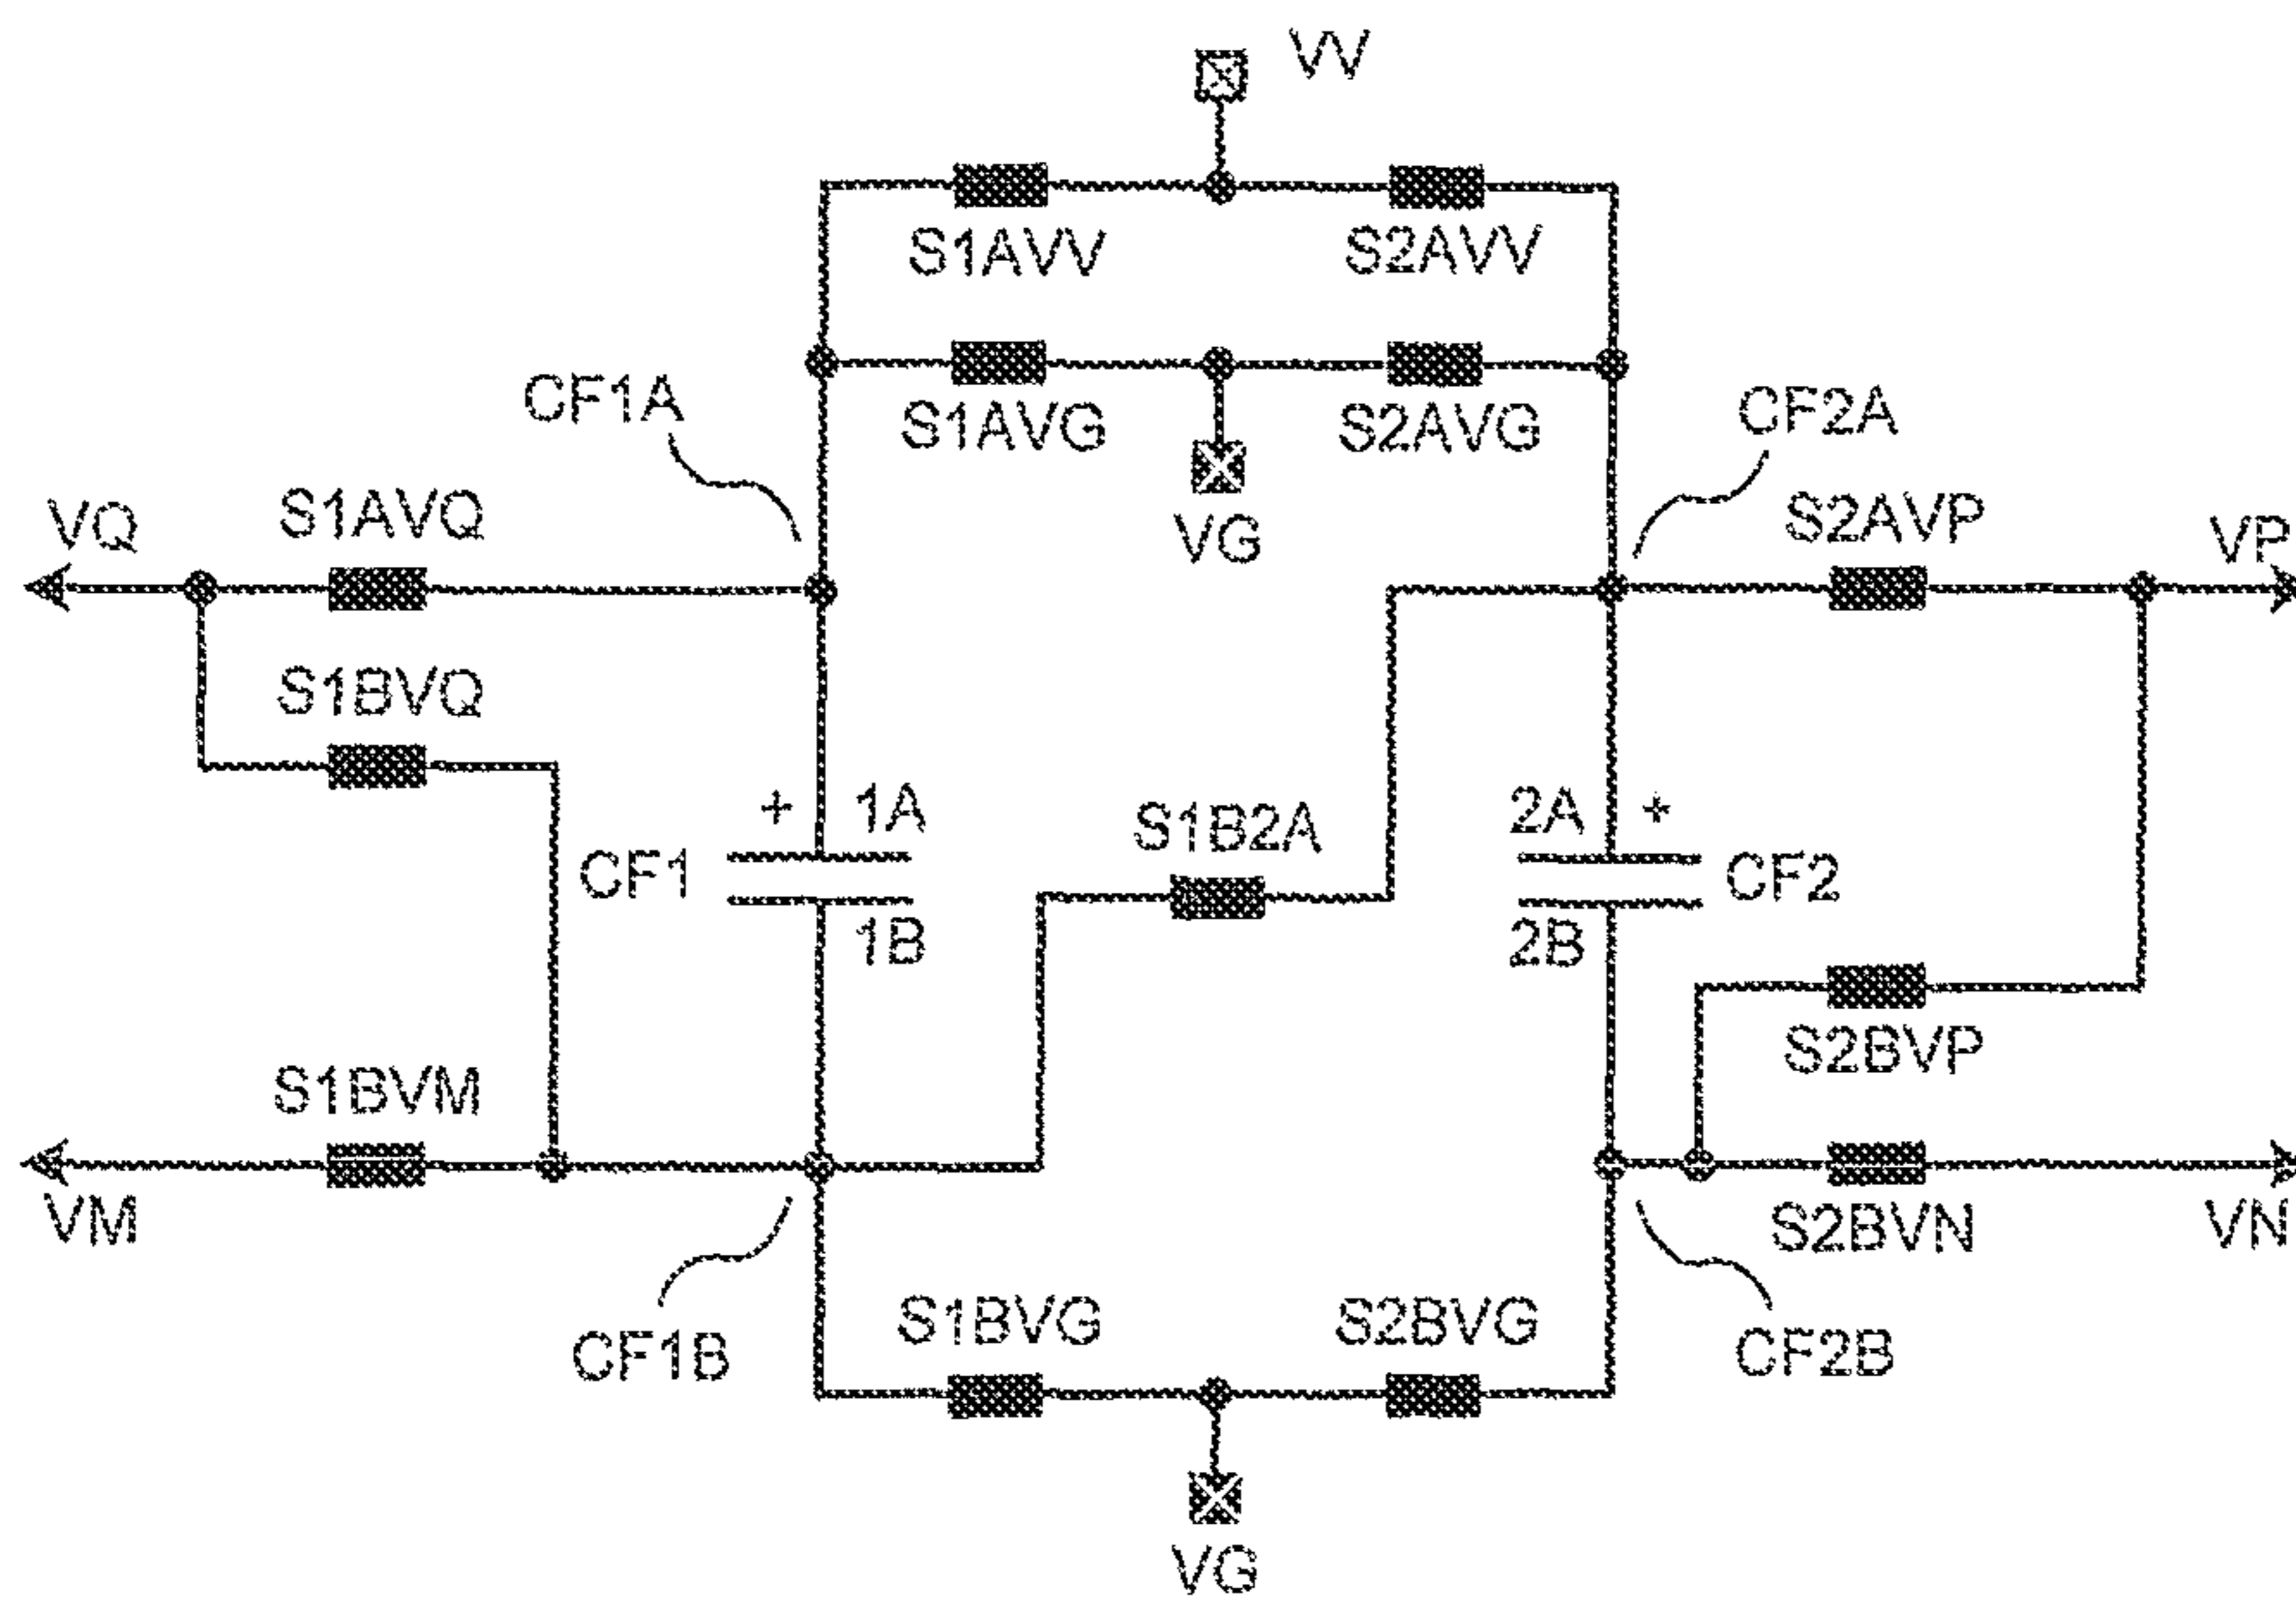 VV
S1AVV
S2AVV
CF1A
S1AVG
S2AVG
CF2A
VQ
S1AVQ
VG
S2AVP
VP
S1BVQ
+
1A
S1B2A
2A
+
CF1
CF2
1B
2B
S2BVP
S1BVM
VM
S2BVN
VN
S1BVG
S2BVG
CF1B
CF2B
VG